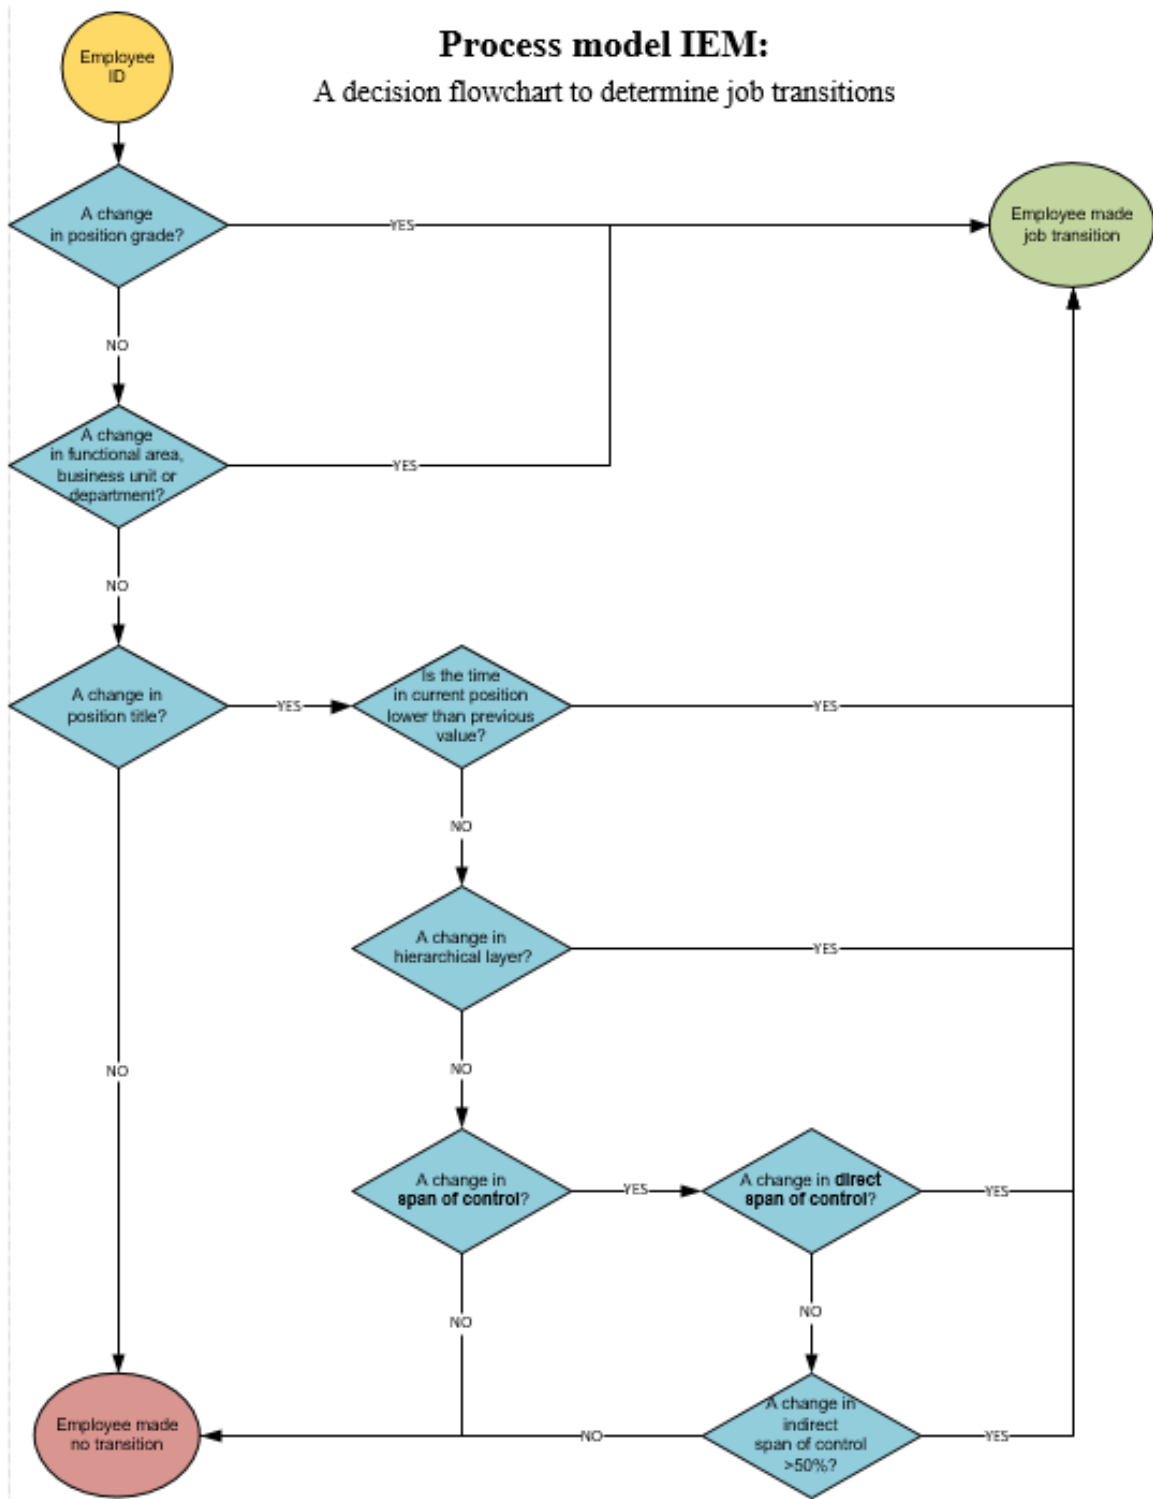 Process model IEM:
A decision flowchart to determine job transitions
Employee
ID
A change
in position grade?
YES
Employee made
job transition
NO
A change
in functional area,
business unit or
department?
YES
NO
A change in
position title?
YES
Is the time
in current position
lower than previous
value?
YES
NO
A change in
hierarchical layer?
YES
NO
NO
A change in
span of control?
YES
A change in direct
span of control?
YES
NO
NO
Employee made
no transition
NO
A change in
indirect
span of control
>50%?
YES